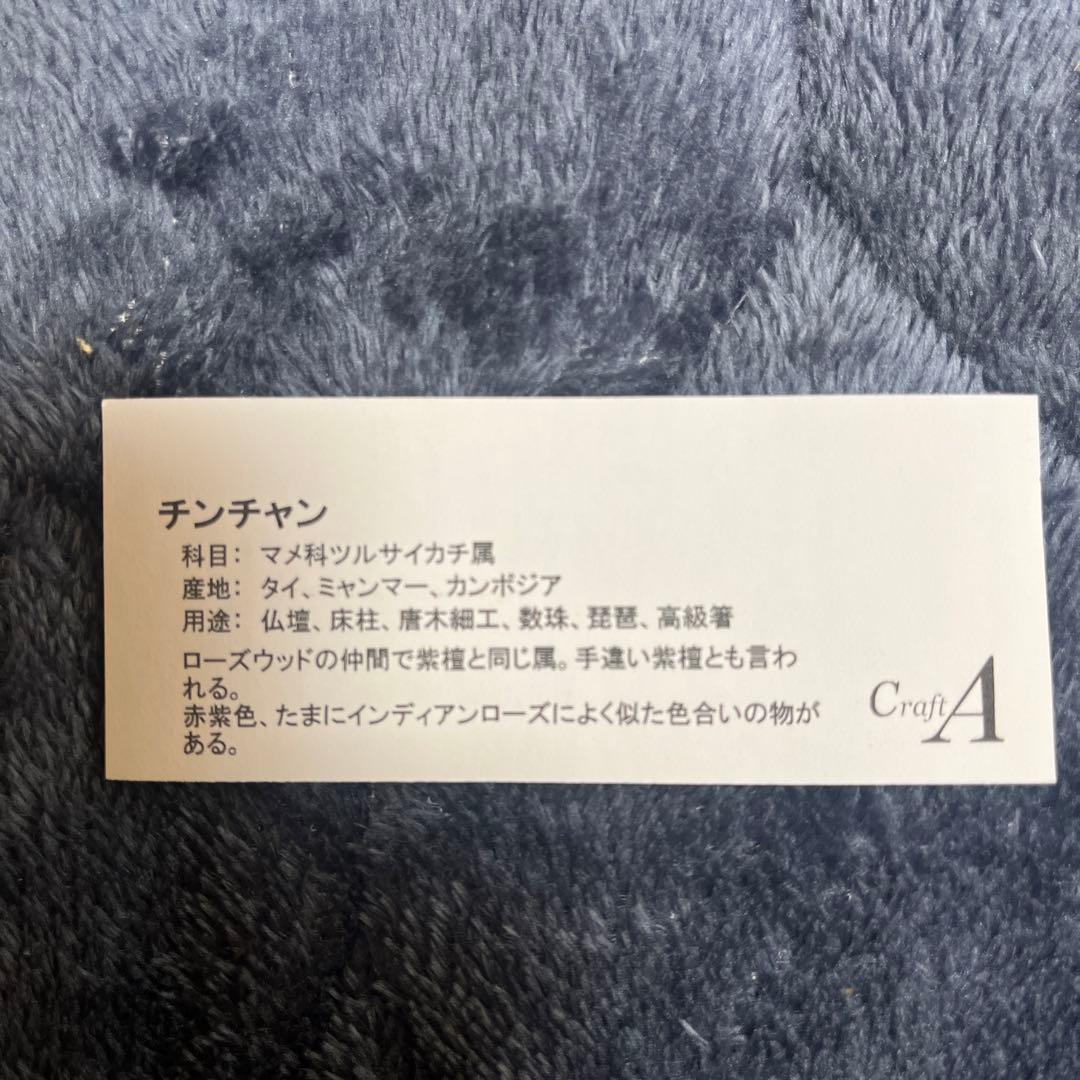 チンチャン
科目： マメ科ツルサイカチ属
産地： タイ、ミャンマー、カンボジア
用途： 仏壇、床柱、唐木細工、数珠、琵琶、高級箸
ローズウッドの仲間で紫檀と同じ属。手違い紫檀とも言わ
れる。
赤紫色、たまにインディアンローズによく似た色合いの物が
ある。
Craft A